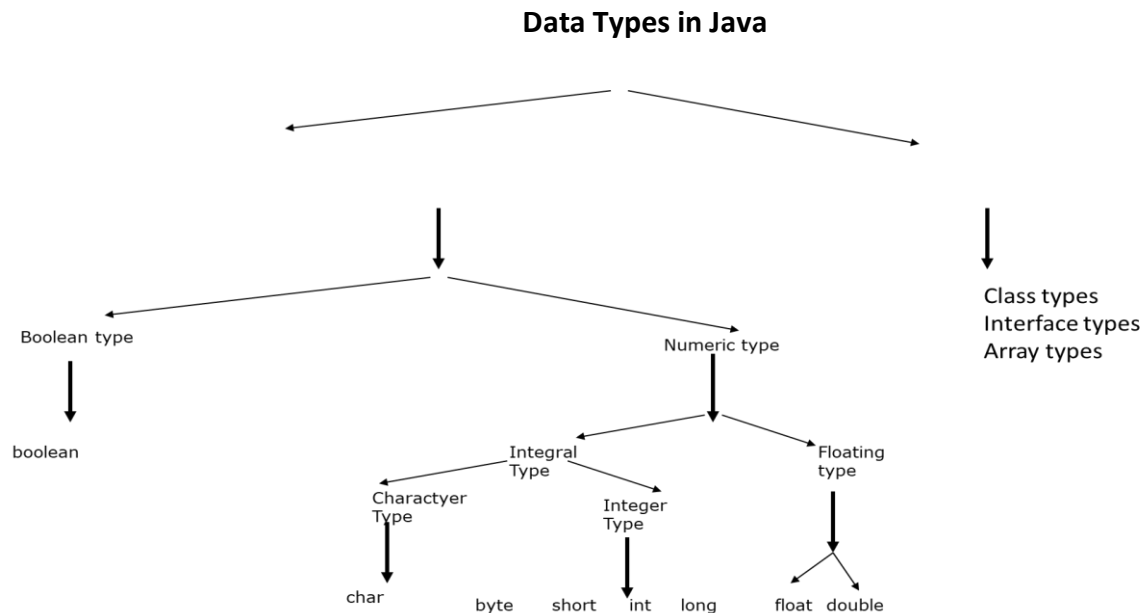 Data Types in Java
Class types
Interface types
Array types
Boolean type
Numeric type
boolean
Integral
Type
Floating
type
Charactyer
Type
Integer
Type
char
byte short int long
float double